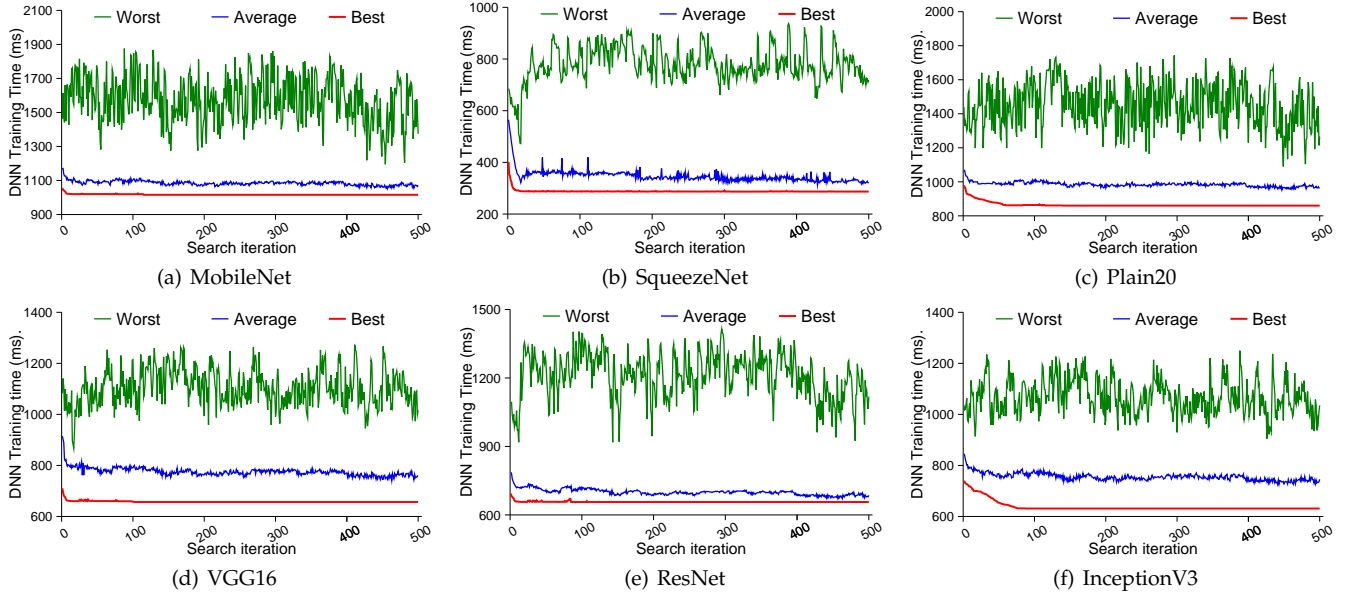 DNN Training Time (ms)
2100
1900
1700
1500
1300
1100
900
Worst Average Best
0 100 200 300 400 500
Search iteration
(a) MobileNet
DNN Training Time (ms)
1000
800
600
400
200
Worst Average Best
0 100 200 300 400 500
Search iteration
(b) SqueezeNet
DNN Training time (ms).
2000
1800
1600
1400
1200
1000
800
Worst Average Best
0 100 200 300 400 500
Search iteration
(c) Plain20
DNN Training time (ms).
1400
1200
1000
800
600
Worst Average Best
0 100 200 300 400 500
Search iteration
(d) VGG16
DNN Training Time (ms)
1500
1200
900
600
Worst Average Best
0 100 200 300 400 500
Search iteration
(e) ResNet
DNN Training time (ms).
1400
1200
1000
800
600
Worst Average Best
0 100 200 300 400 500
Search iteration
(f) InceptionV3